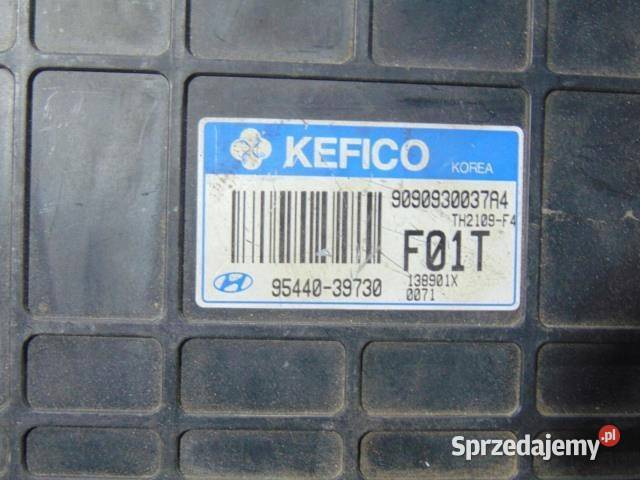 KEFICO KOREA
9090930037A4
TH2109-F4
F01T
138901X
95440-39730 0071
Sprzedajemy.pl